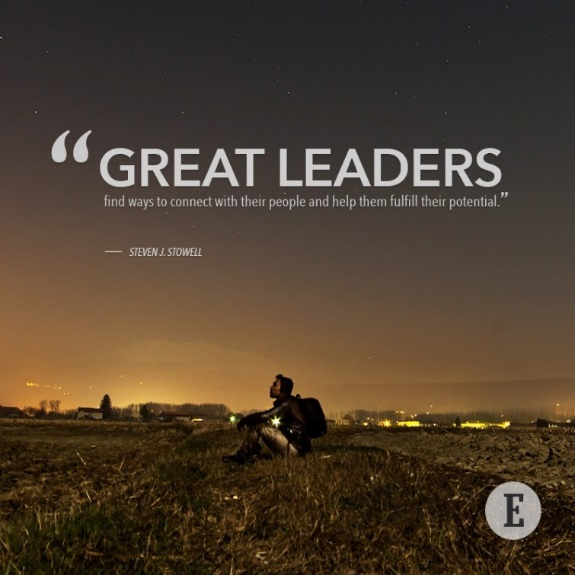 “GREAT LEADERS
find ways to connect with their people and help them fulfill their potential.”
— STEVEN J. STOWELL
E